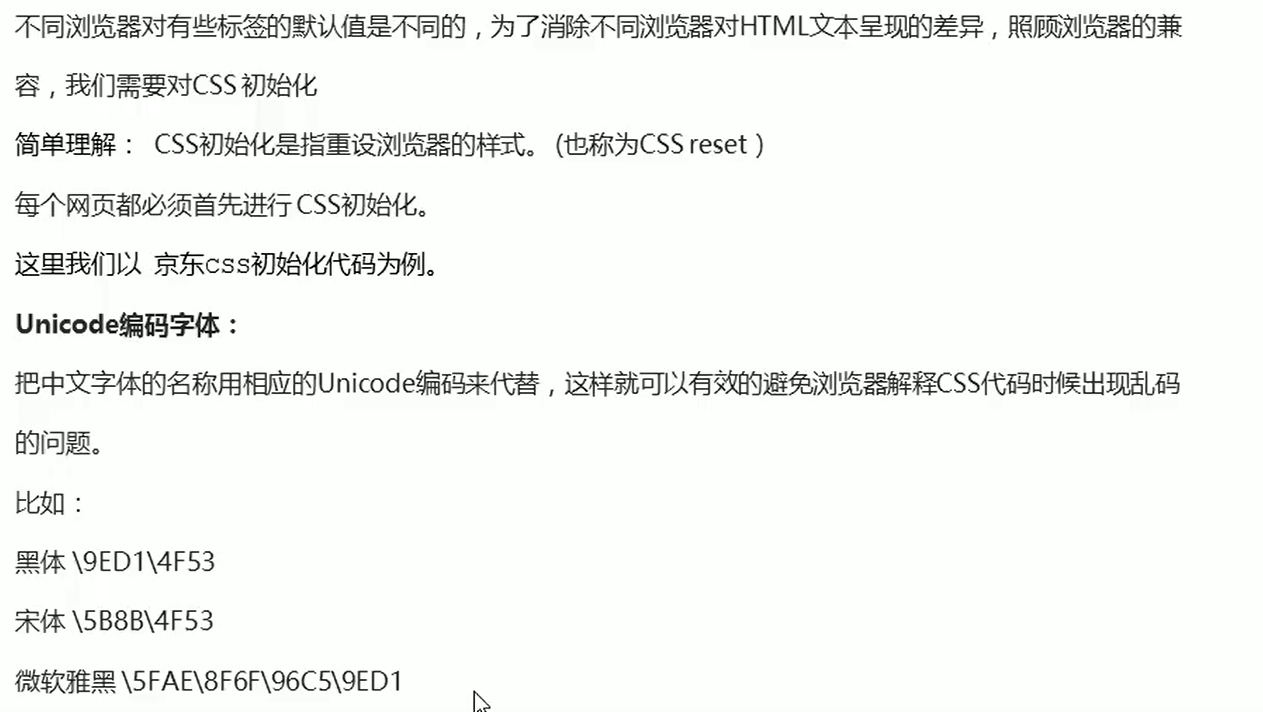 不同浏览器对有些标签的默认值是不同的，为了消除不同浏览器对HTML文本呈现的差异，照顾浏览器的兼
容，我们需要对CSS 初始化
简单理解： CSS初始化是指重设浏览器的样式。 (也称为CSS reset ）
每个网页都必须首先进行 CSS初始化。
这里我们以 京东css初始化代码为例。
Unicode编码字体：
把中文字体的名称用相应的Unicode编码来代替，这样就可以有效的避免浏览器解释CSS代码时候出现乱码
的问题。
比如：
黑体 \9ED1\4F53
宋体 \5B8B\4F53
微软雅黑 \5FAE\8F6F\96C5\9ED1